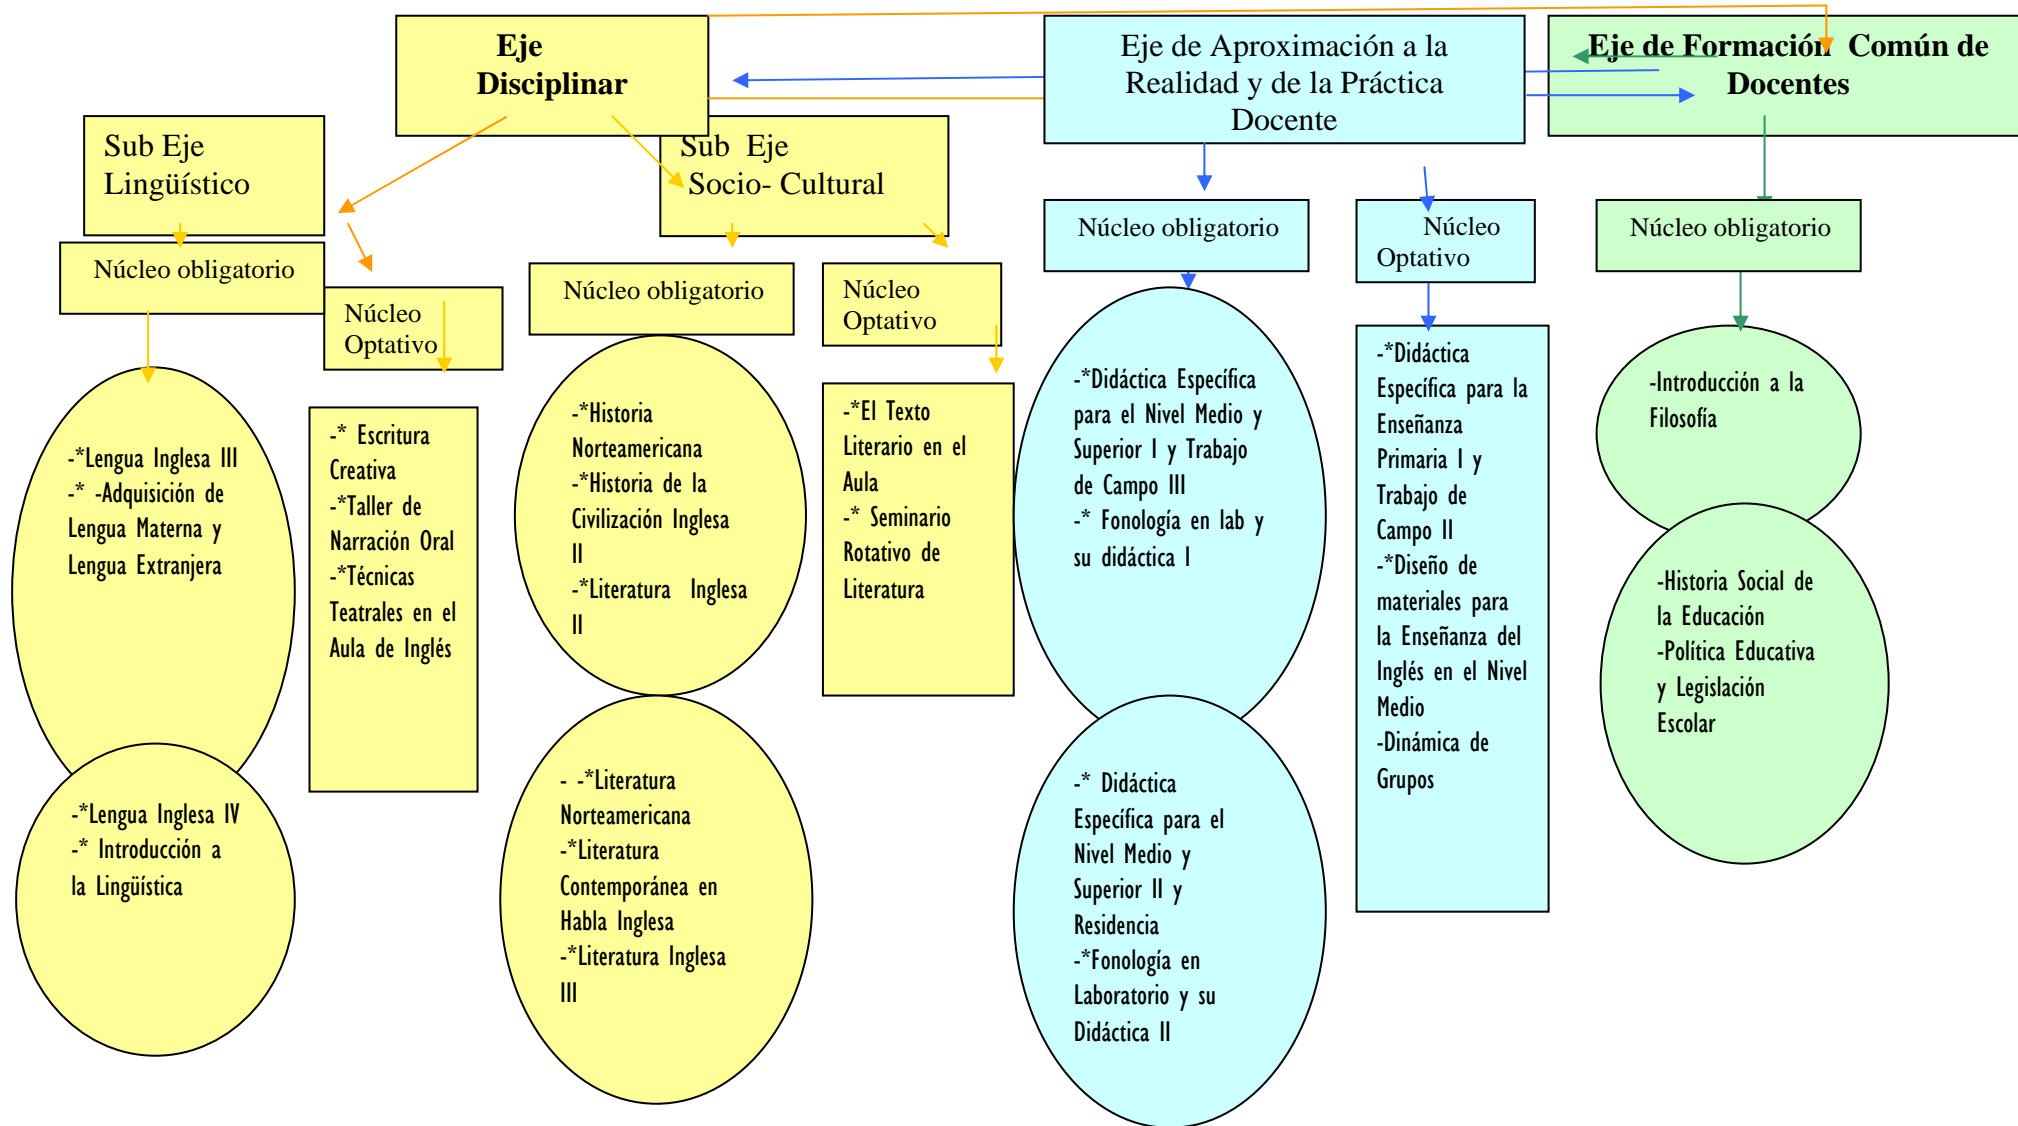 Eje
Disciplinar
Eje de Aproximación a la
Realidad y de la Práctica
Docente
Eje de Formación Común de
Docentes
Sub Eje
Lingüístico
Sub Eje
Socio- Cultural
Núcleo obligatorio
Núcleo
Optativo
Núcleo obligatorio
Núcleo
Optativo
Núcleo obligatorio
Núcleo
Optativo
Núcleo obligatorio
-*Lengua Inglesa III
-* -Adquisición de
Lengua Materna y
Lengua Extranjera
-*Lengua Inglesa IV
-* Introducción a
la Lingüística
-* Escritura
Creativa
-*Taller de
Narración Oral
-*Técnicas
Teatrales en el
Aula de Inglés
-*Historia
Norteamericana
-*Historia de la
Civilización Inglesa
II
-*Literatura Inglesa
II
- -*Literatura
Norteamericana
-*Literatura
Contemporánea en
Habla Inglesa
-*Literatura Inglesa
III
-*El Texto
Literario en el
Aula
-* Seminario
Rotativo de
Literatura
-*Didáctica Específica
para el Nivel Medio y
Superior I y Trabajo
de Campo III
-* Fonología en lab y
su didáctica I
-* Didáctica
Específica para el
Nivel Medio y
Superior II y
Residencia
-*Fonología en
Laboratorio y su
Didáctica II
-*Didáctica
Específica para la
Enseñanza
Primaria I y
Trabajo de
Campo II
-*Diseño de
materiales para
la Enseñanza del
Inglés en el Nivel
Medio
-Dinámica de
Grupos
-Introducción a la
Filosofía
-Historia Social de
la Educación
-Política Educativa
y Legislación
Escolar